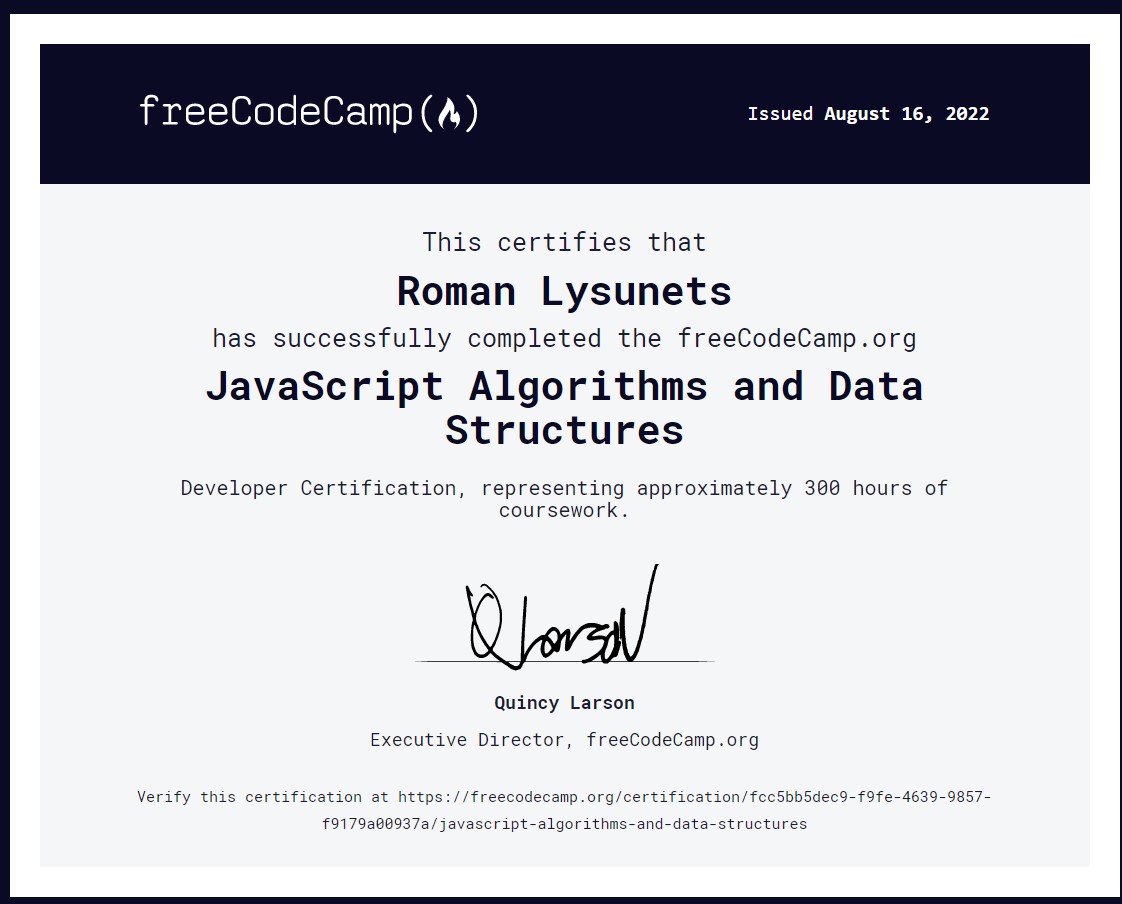 freeCodeCamp(🔥)
Issued August 16, 2022
This certifies that
Roman Lysunets
has successfully completed the freeCodeCamp.org
JavaScript Algorithms and Data
Structures
Developer Certification, representing approximately 300 hours of
coursework.
Q Larson
Quincy Larson
Executive Director, freeCodeCamp.org
Verify this certification at https://freecodecamp.org/certification/fcc5bb5dec9-f9fe-4639-9857-
f9179a00937a/javascript-algorithms-and-data-structures